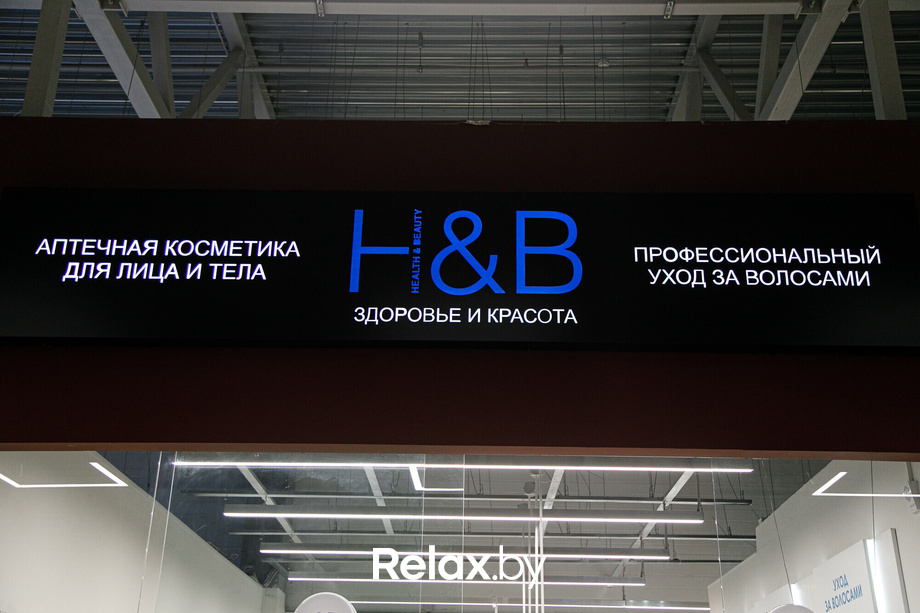 АПТЕЧНАЯ КОСМЕТИКА
ДЛЯ ЛИЦА И ТЕЛА
H&B
HEALTH & BEAUTY
ЗДОРОВЬЕ И КРАСОТА
ПРОФЕССИОНАЛЬНЫЙ
УХОД ЗА ВОЛОСАМИ
Relax.by
УХОД
ЗА ВОЛОСАМИ